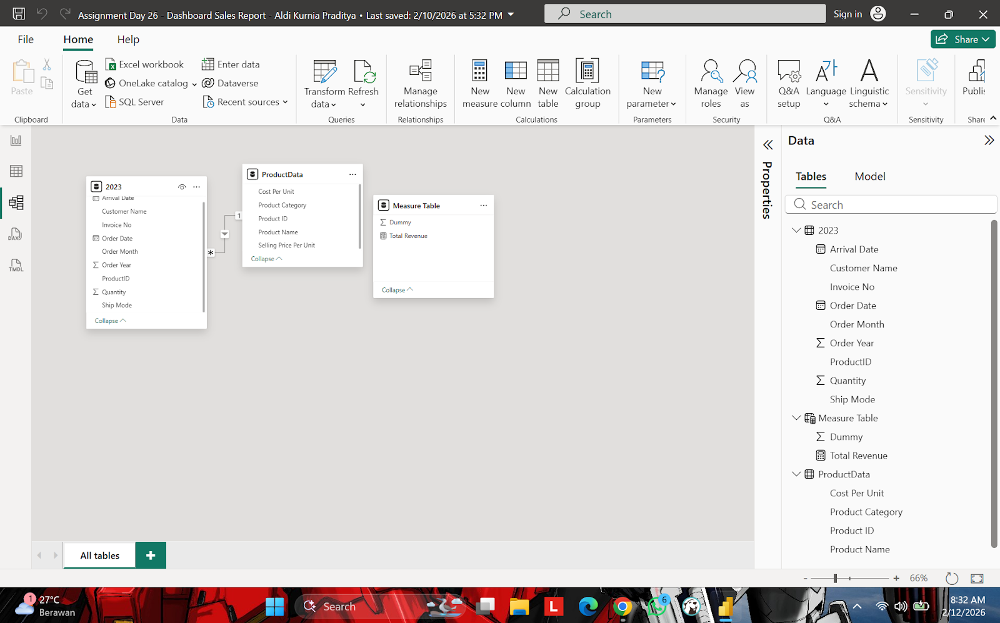 Assignment Day 26 - Dashboard Sales Report - Aldi Kurnia Praditya • Last saved: 2/10/2026 at 5:32 PM
Search
Sign in
File
Home
Help
Share
Paste
Clipboard
Get data
Excel workbook
OneLake catalog
SQL Server
Enter data
Dataverse
Recent sources
Data
Transform data
Refresh
Queries
Manage relationships
Relationships
New measure
New column
New table
Calculation group
Calculations
New parameter
Parameters
Manage roles
View as
Security
Q&A setup
Language
Linguistic schema
Q&A
Sensitivity
Sensitivity
Publis
Share
DAX
TMDL
2023
Arrival Date
Customer Name
Invoice No
Order Date
Order Month
Order Year
ProductID
Quantity
Ship Mode
Collapse
1
*
ProductData
Cost Per Unit
Product Category
Product ID
Product Name
Selling Price Per Unit
Collapse
Measure Table
Dummy
Total Revenue
Collapse
Properties
Data
Tables
Model
Search
2023
Arrival Date
Customer Name
Invoice No
Order Date
Order Month
Order Year
ProductID
Quantity
Ship Mode
Measure Table
Dummy
Total Revenue
ProductData
Cost Per Unit
Product Category
Product ID
Product Name
All tables
+
- + 66%
1
27°C
Berawan
Search
L
6
8:32 AM
2/12/2026